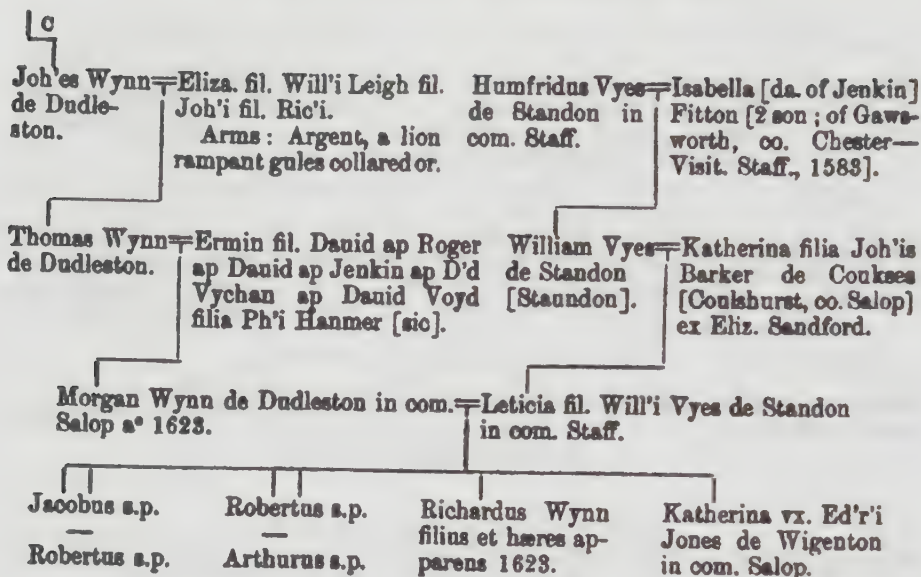 C
Joh'es Wynn
de Dudle-
ston.
Eliza. fil. Will'i Leigh fil.
Joh'i fil. Ric'i.
Arms: Argent, a lion
rampant gules collared or.
Humfridus Vyes
de Standon in
com. Staff.
Isabella [da. of Jenkin]
Fitton [2 son; of Gaws-
worth, co. Chester—
Visit. Staff., 1583].
Thomas Wynn
de Dudleston.
Ermin fil. Dauid ap Roger
ap Dauid ap Jenkin ap D'd
Vychan ap Dauid Voyd
filia Ph'i Hanmer [sic].
William Vyes
de Standon
[Staundon].
Katherina filia Joh'is
Barker de Coukses
[Coulshurst, co. Salop]
ex Eliz. Sandford.
Morgan Wynn de Dudleston in com.
Salop aº 1623.
Leticia fil. Will'i Vyes de Standon
in com. Staff.
Jacobus s.p.
—
Robertus s.p.
Robertus s.p.
—
Arthurus s.p.
Richardus Wynn
filius et hæres ap-
parens 1623.
Katherina vx. Ed'r'i
Jones de Wigenton
in com. Salop.